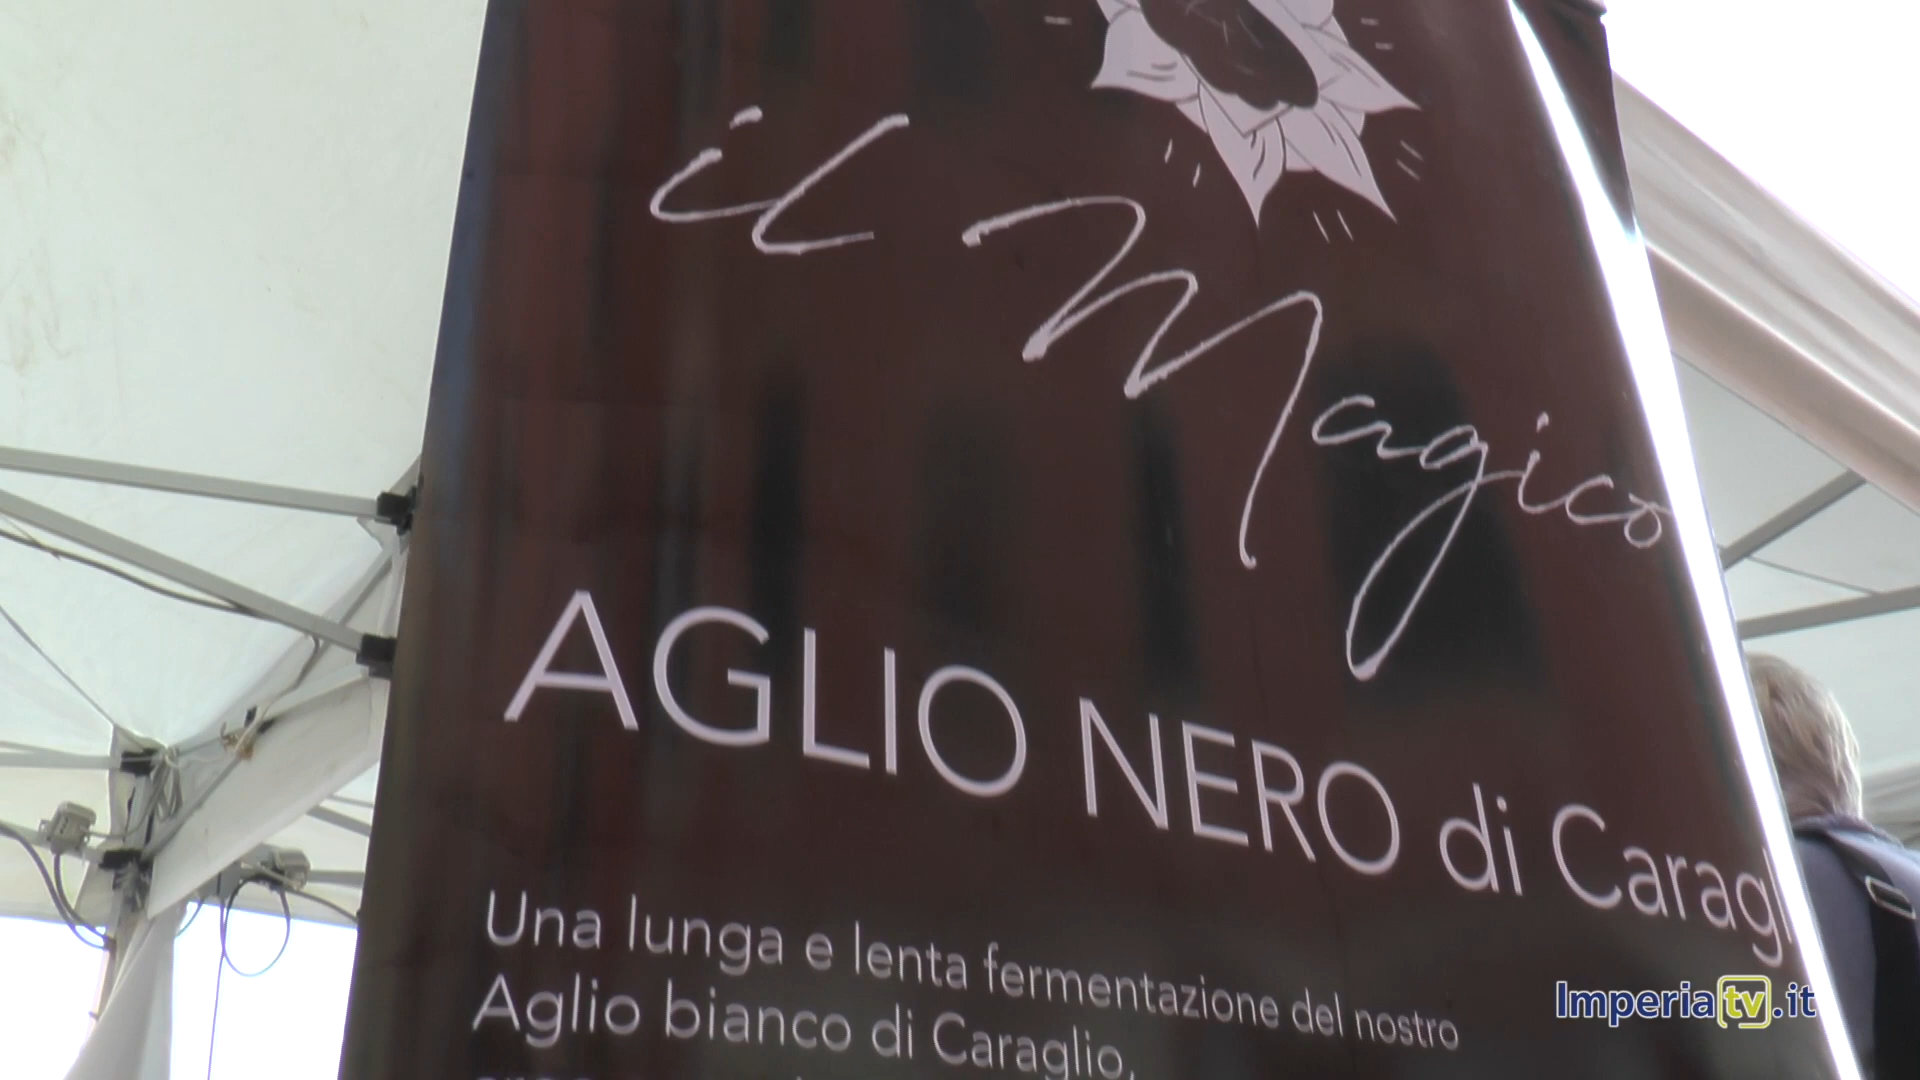 il Magico
AGLIO NERO di Caragl
Una lunga e lenta fermentazione del nostro
Aglio bianco di Caraglio,
Imperiatv.it